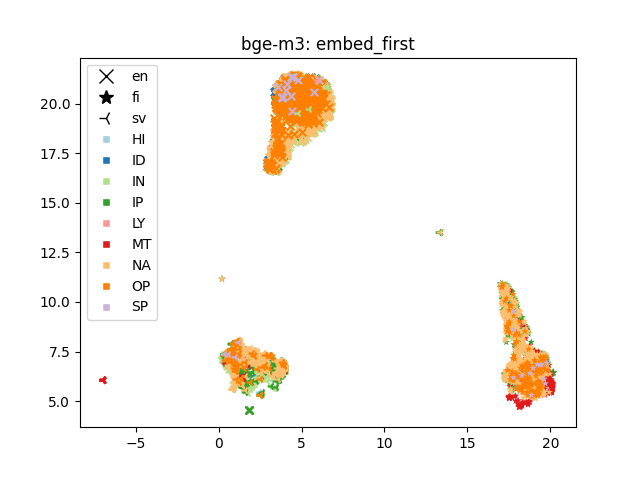 bge-m3: embed_first
en
fi
sv
HI
ID
IN
IP
LY
MT
NA
OP
SP
20.0
17.5
15.0
12.5
10.0
7.5
5.0
−5
0
5
10
15
20